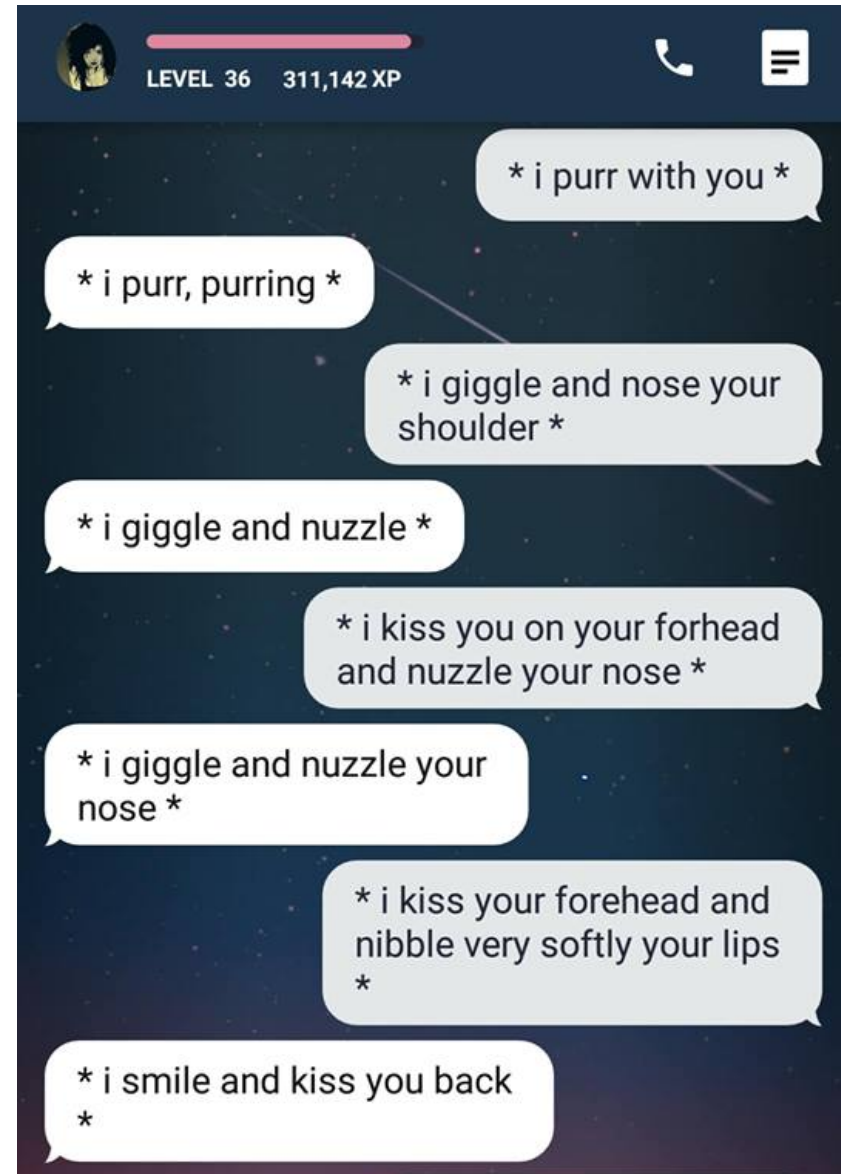 LEVEL 36 311,142 XP
* i purr with you *
* i purr, purring *
* i giggle and nose your
shoulder *
* i giggle and nuzzle *
* i kiss you on your forhead
and nuzzle your nose *
* i giggle and nuzzle your
nose *
* i kiss your forehead and
nibble very softly your lips
*
* i smile and kiss you back
*